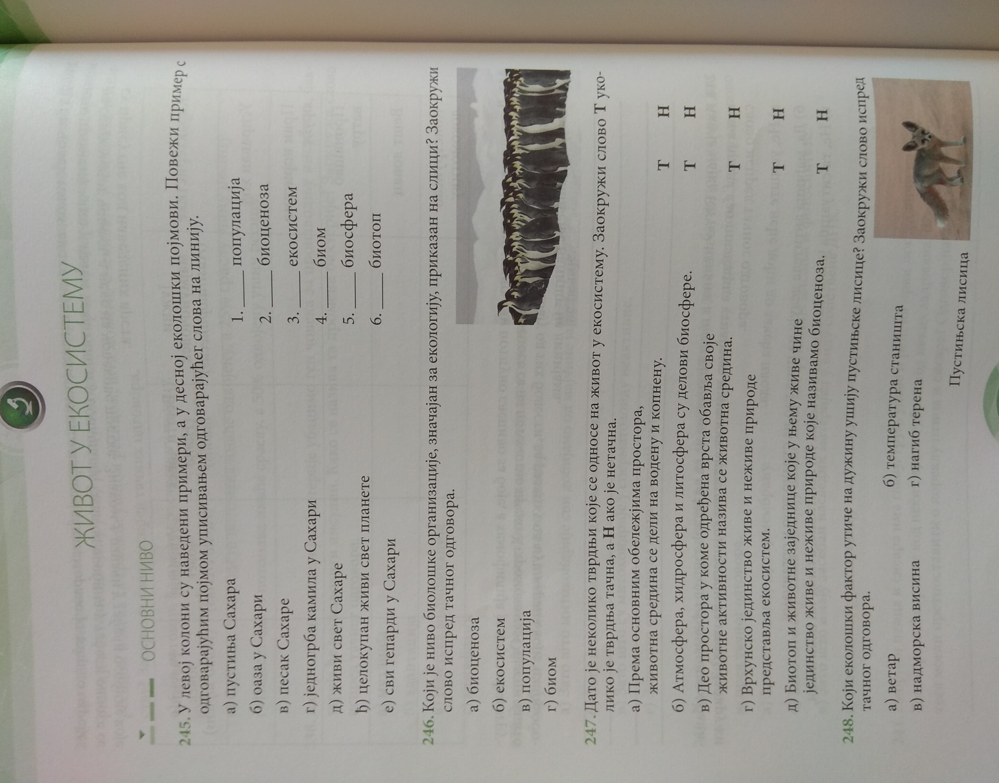 ЖИВОТ У ЕКОСИСТЕМУ
ОСНОВНИ НИВО
245. У левој колони су наведени примери, а у десној еколошки појмови. Повежи пример с
одговарајућим појмом уписивањем одговарајућег слова на линију.
а) пустиња Сахара
б) оаза у Сахари
в) песак Сахаре
г) једногрба камила у Сахари
д) живи свет Сахаре
ђ) целокупан живи свет планете
е) сви гепарди у Сахари
1. _____ популација
2. _____ биоценоза
3. _____ екосистем
4. _____ биом
5. _____ биосфера
6. _____ биотоп
246. Који је ниво биолошке организације, значајан за екологију, приказан на слици? Заокружи
слово испред тачног одговора.
а) биоценоза
б) екосистем
в) популација
г) биом
247. Дато је неколико тврдњи које се односе на живот у екосистему. Заокружи слово Т уко-
лико је тврдња тачна, а Н ако је нетачна.
а) Према основним обележјима простора,
животна средина се дели на водену и копнену. Т Н
б) Атмосфера, хидросфера и литосфера су делови биосфере. Т Н
в) Део простора у коме одређена врста обавља своје
животне активности назива се животна средина. Т Н
г) Врхунско јединство живе и неживе природе
представља екосистем. Т Н
д) Биотоп и животне заједнице које у њему живе чине
јединство живе и неживе природе које називамо биоценоза. Т Н
248. Који еколошки фактор утиче на дужину ушију пустињске лисице? Заокружи слово испред
тачног одговора.
а) ветар б) температура станишта
в) надморска висина г) нагиб терена
Пустињска лисица